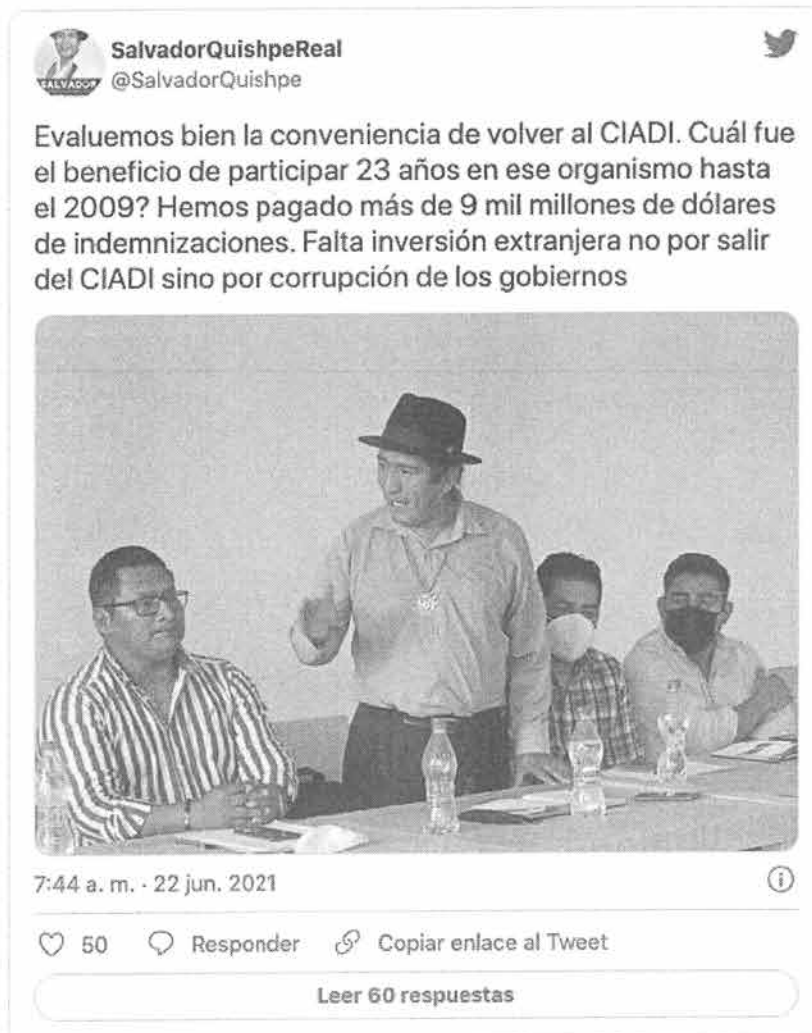 SalvadorQuishpeReal
@SalvadorQuishpe
SALVADOR
Evaluemos bien la conveniencia de volver al CIADI. Cuál fue
el beneficio de participar 23 años en ese organismo hasta
el 2009? Hemos pagado más de 9 mil millones de dólares
de indemnizaciones. Falta inversión extranjera no por salir
del CIADI sino por corrupción de los gobiernos
7:44 a. m. · 22 jun. 2021
50 Responder Copiar enlace al Tweet
Leer 60 respuestas